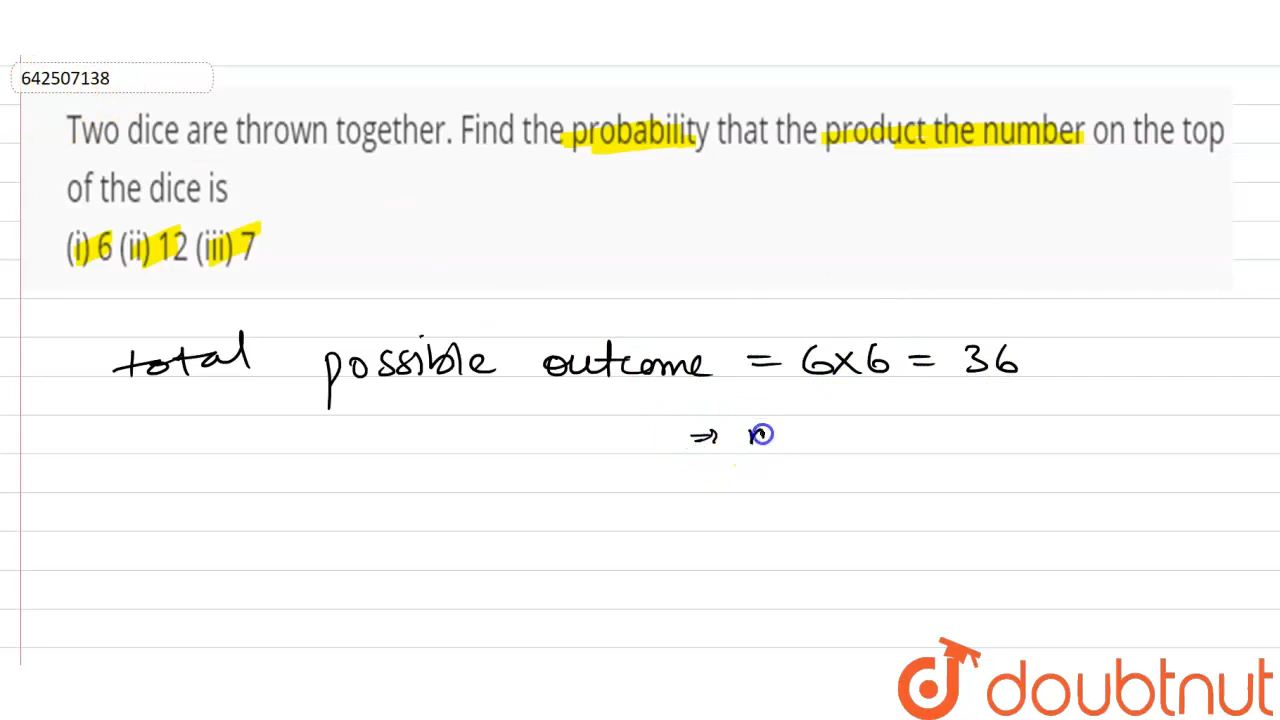 642507138
Two dice are thrown together. Find the probability that the product the number on the top
of the dice is
(i) 6 (ii) 12 (iii) 7
total possible outcome = 6x6 = 36
⇒ n
doubtnut